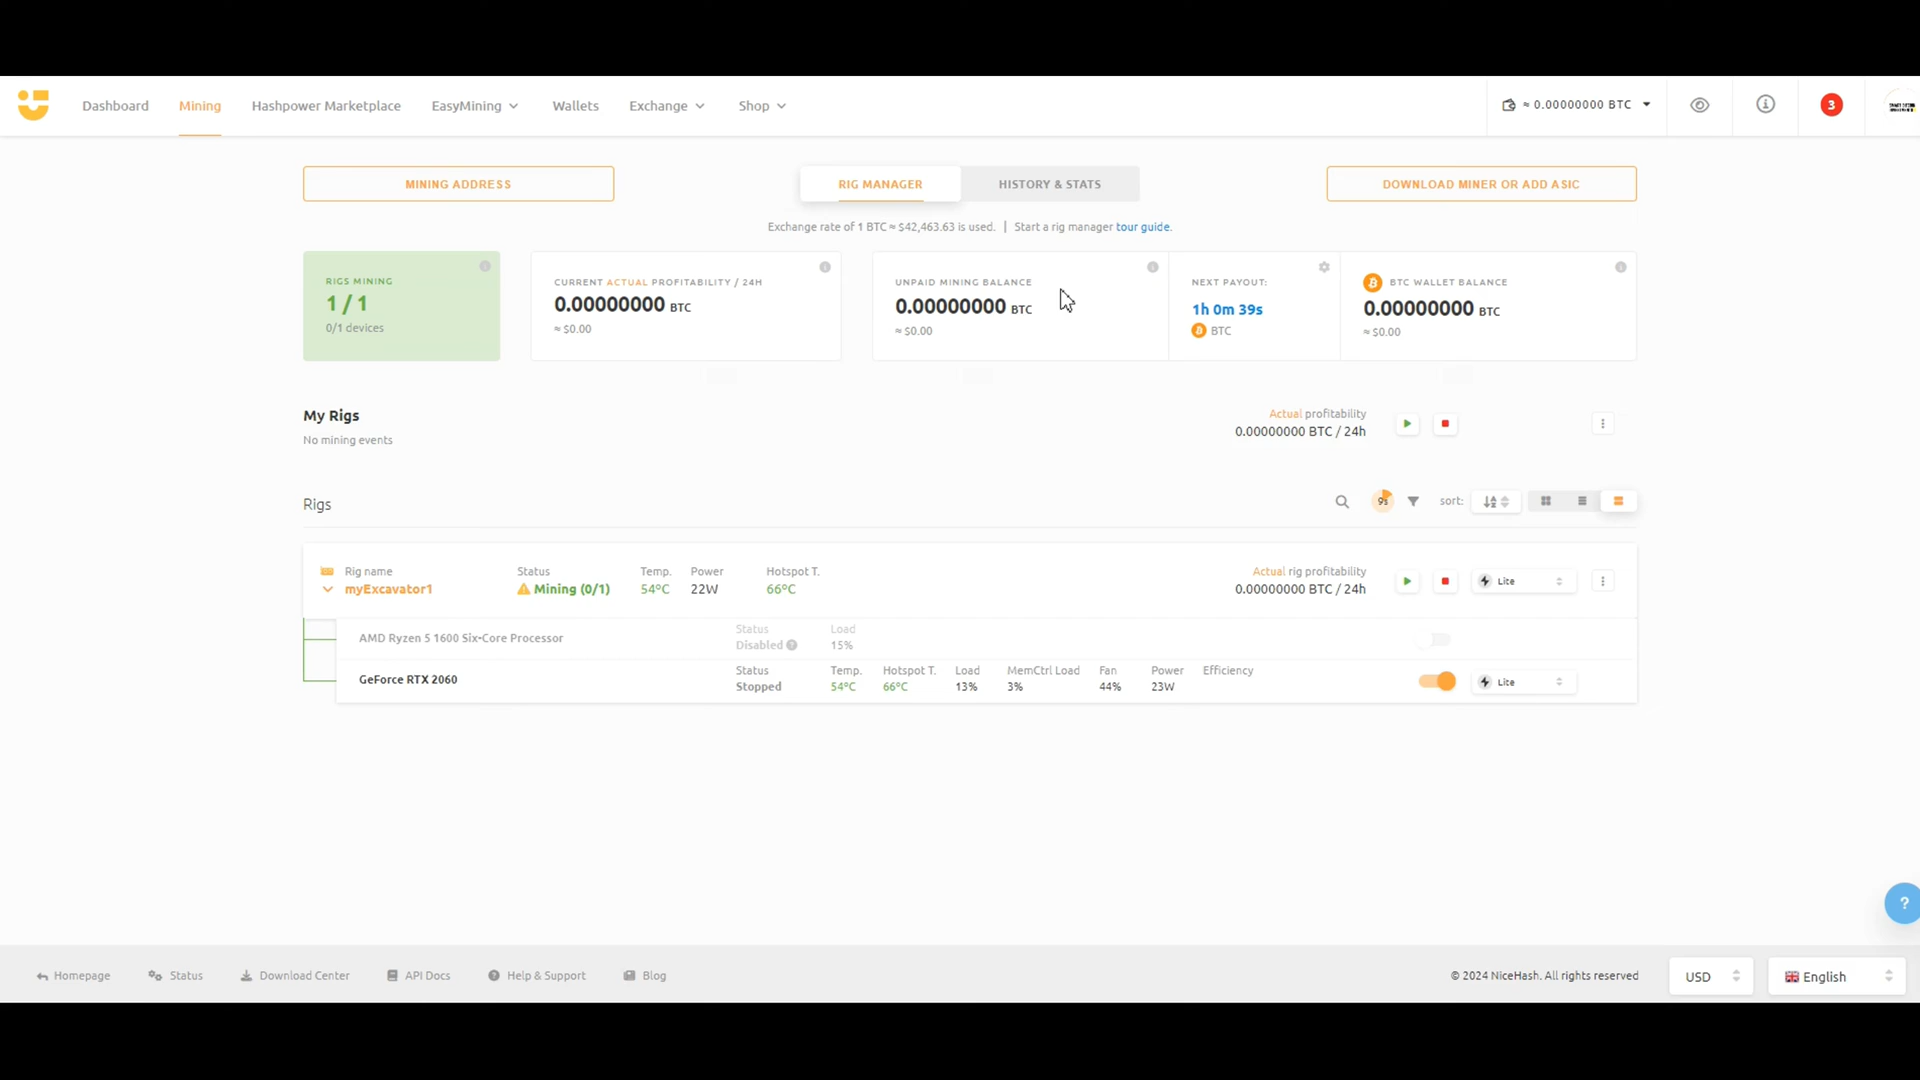 Dashboard Mining Hashpower Marketplace EasyMining Wallets Exchange Shop ≈ 0.00000000 BTC 3
MINING ADDRESS RIG MANAGER HISTORY & STATS DOWNLOAD MINER OR ADD ASIC
Exchange rate of 1 BTC ≈ $42,463.63 is used. | Start a rig manager tour guide.
RIGS MINING
1 / 1
0/1 devices
CURRENT ACTUAL PROFITABILITY / 24H
0.00000000 BTC
≈ $0.00
UNPAID MINING BALANCE
0.00000000 BTC
≈ $0.00
NEXT PAYOUT:
1h 0m 39s
BTC
BTC WALLET BALANCE
0.00000000 BTC
≈ $0.00
My Rigs
No mining events
Actual profitability
0.00000000 BTC / 24h
Rigs
9s sort:
Rig name Status Temp. Power Hotspot T. Actual rig profitability
myExcavator1 Mining (0/1) 54ºC 22W 66ºC 0.00000000 BTC / 24h Lite
AMD Ryzen 5 1600 Six-Core Processor
Status Load
Disabled 15%
GeForce RTX 2060
Status Temp. Hotspot T. Load MemCtrl Load Fan Power Efficiency
Stopped 54ºC 66ºC 13% 3% 44% 23W
Lite
?
Homepage Status Download Center API Docs Help & Support Blog © 2024 NiceHash. All rights reserved USD English